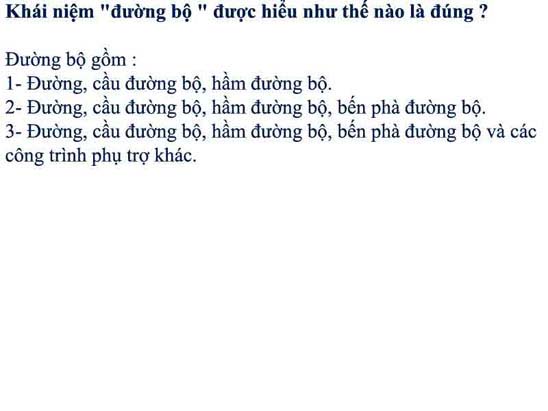 Khái niệm "đường bộ " được hiểu như thế nào là đúng ?
Đường bộ gồm :
1- Đường, cầu đường bộ, hầm đường bộ.
2- Đường, cầu đường bộ, hầm đường bộ, bến phà đường bộ.
3- Đường, cầu đường bộ, hầm đường bộ, bến phà đường bộ và các
công trình phụ trợ khác.